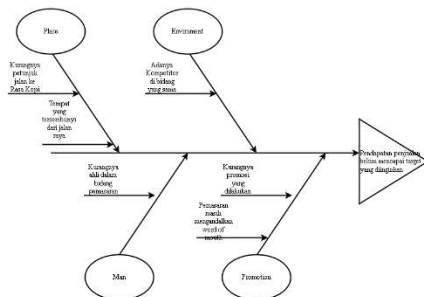 Place
Enviroment
Kurangnya
petunjuk
jalan ke
Rasa Kopi
Adanya
Kompetitor
di bidang
yang sama
Tempat
yang
tersembunyi
dari jalan
raya
Kurangnya
ahli dalam
bidang
pemasaran
Kurangnya
promosi
yang
dilakukan
Pendapatan penjualan
belum mencapai target
yang diinginkan
Pemasaran
masih
mengandalkan
word of
mouth
Man
Promotion